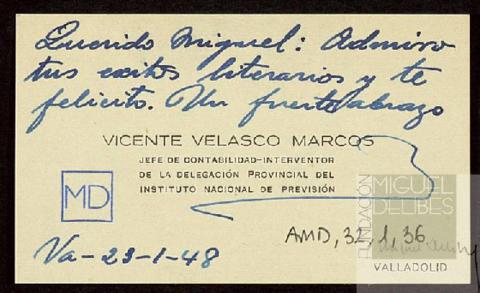 Querido Miguel: Admiro
tus exitos literarios y te
felicito. Un fuerte abrazo
VICENTE VELASCO MARCOS
JEFE DE CONTABILIDAD-INTERVENTOR
DE LA DELEGACIÓN PROVINCIAL DEL
INSTITUTO NACIONAL DE PREVISIÓN
MD
AMD, 32, 1, 36
VALLADOLID
Va-23-1-48
FUNDACIÓN
MIGUEL
DELIBES